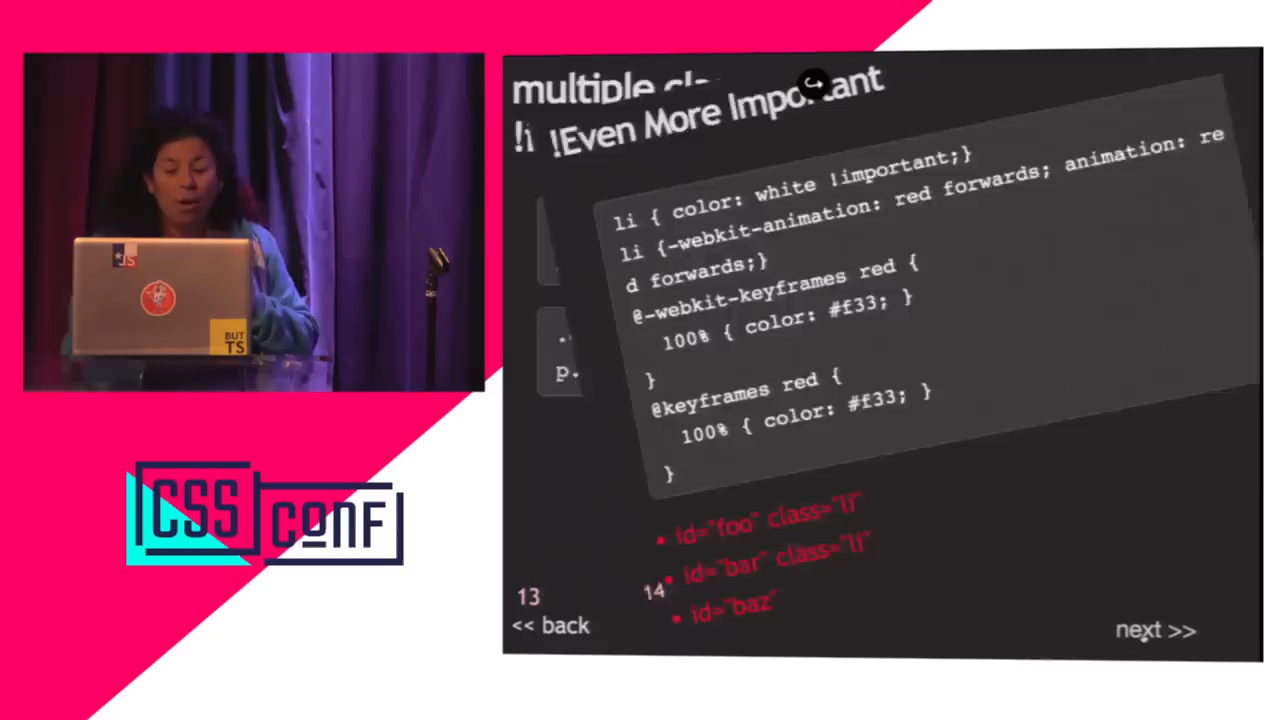 multiple
!i
!Even More Important
li { color: white !important;}
li {-webkit-animation: red forwards; animation: re
d forwards;}
@-webkit-keyframes red {
100% { color: #f33; }
}
@keyframes red {
100% { color: #f33; }
}
p.
• id="foo" class="li"
• id="bar" class="li"
• id="baz"
13
14
<< back
next >>
*JS
BUT
TS
CSS
CONF